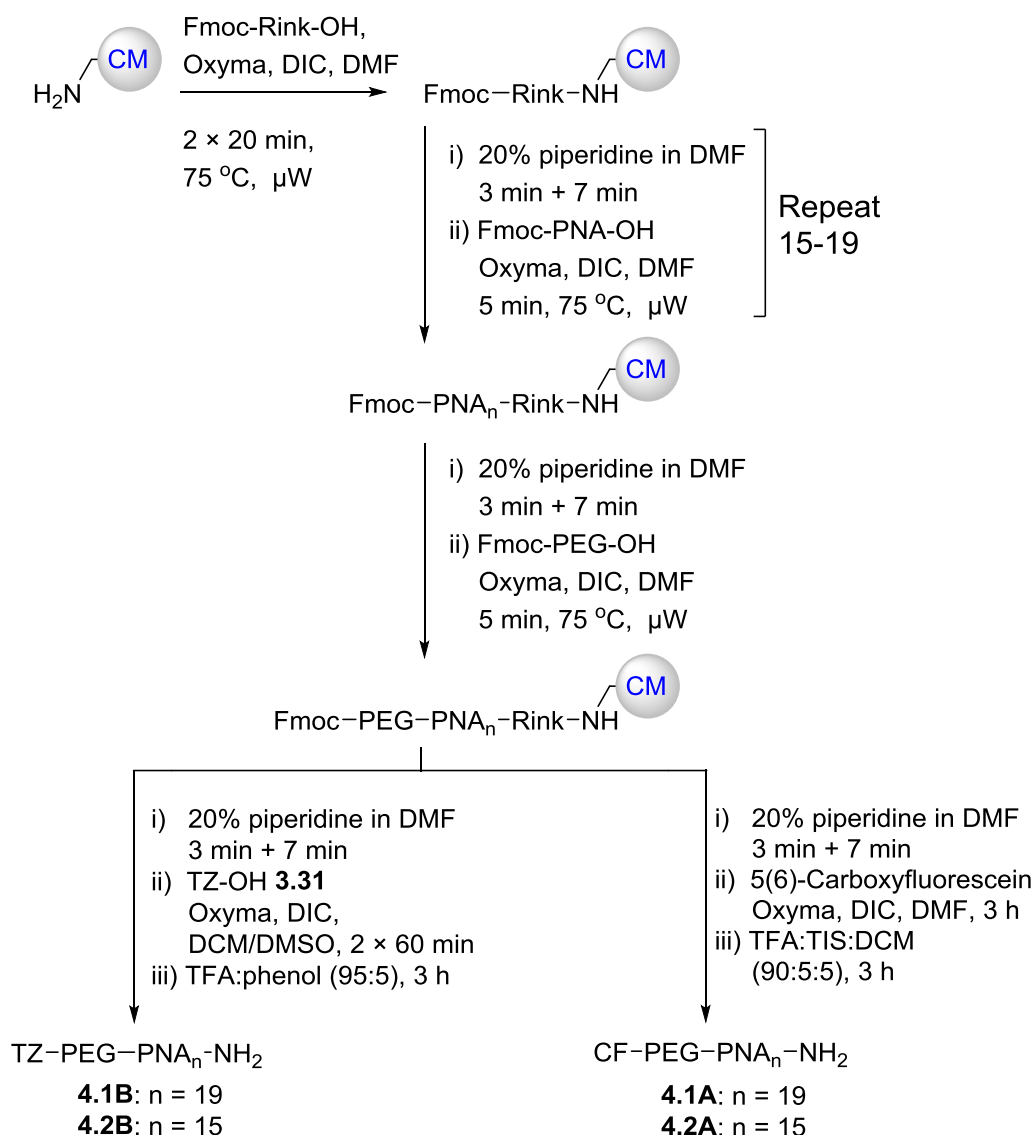 Fmoc-Rink-OH,
Oxyma, DIC, DMF
H2N CM
2 × 20 min,
75 oC, µW
Fmoc–Rink–NH CM
i) 20% piperidine in DMF
3 min + 7 min
ii) Fmoc-PNA-OH
Oxyma, DIC, DMF
5 min, 75 oC, µW
Repeat
15-19
Fmoc–PNAn–Rink–NH CM
i) 20% piperidine in DMF
3 min + 7 min
ii) Fmoc-PEG-OH
Oxyma, DIC, DMF
5 min, 75 oC, µW
Fmoc–PEG–PNAn–Rink–NH CM
i) 20% piperidine in DMF
3 min + 7 min
ii) TZ-OH 3.31
Oxyma, DIC,
DCM/DMSO, 2 × 60 min
iii) TFA:phenol (95:5), 3 h
TZ–PEG–PNAn–NH2
4.1B: n = 19
4.2B: n = 15
i) 20% piperidine in DMF
3 min + 7 min
ii) 5(6)-Carboxyfluorescein
Oxyma, DIC, DMF, 3 h
iii) TFA:TIS:DCM
(90:5:5), 3 h
CF–PEG–PNAn–NH2
4.1A: n = 19
4.2A: n = 15